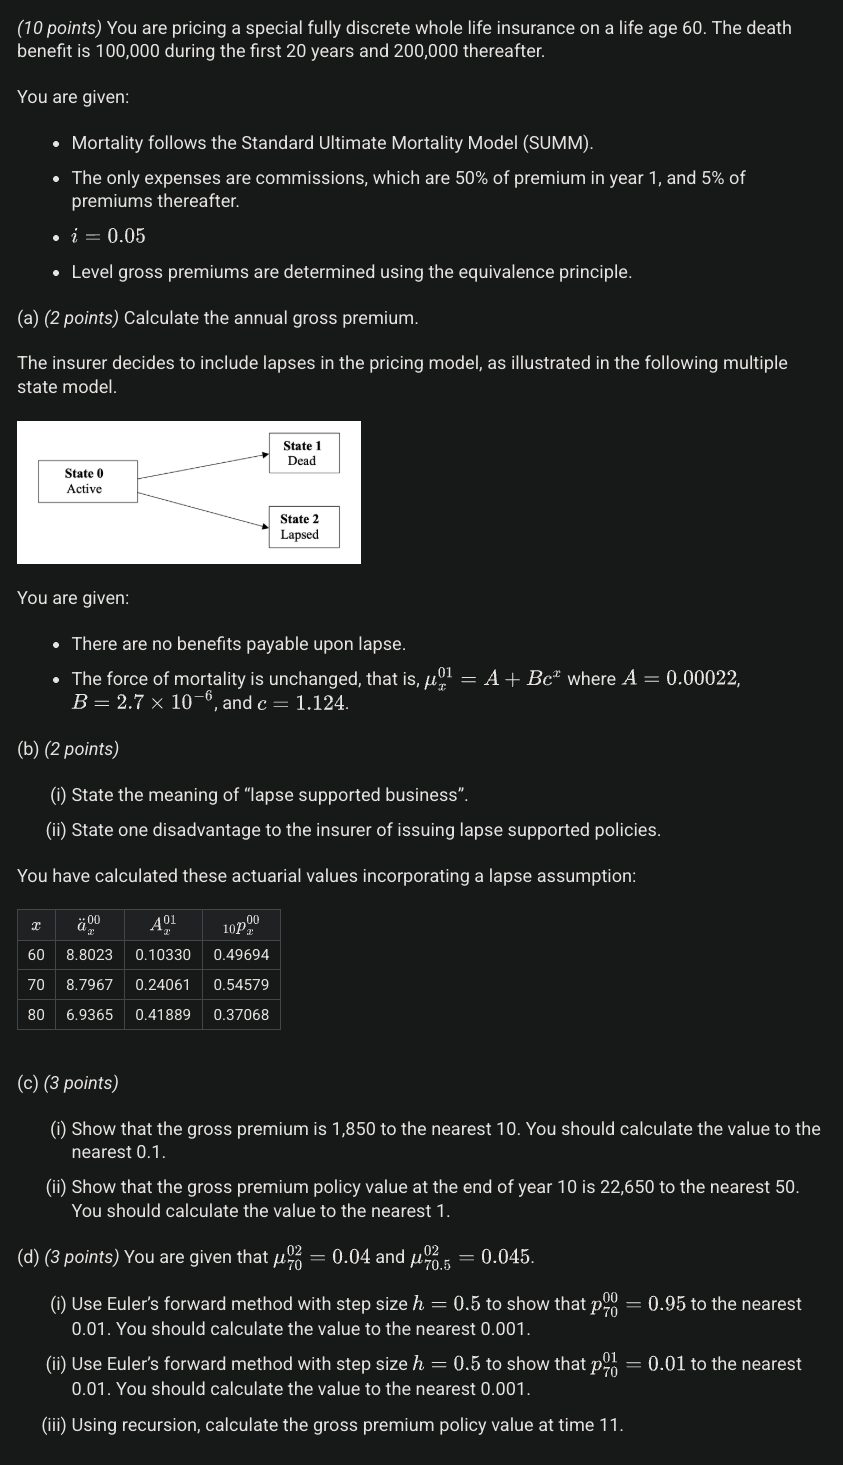 (10 points) You are pricing a special fully discrete whole life insurance on a life age 60. The death
benefit is 100,000 during the first 20 years and 200,000 thereafter.
You are given:
• Mortality follows the Standard Ultimate Mortality Model (SUMM).
• The only expenses are commissions, which are 50% of premium in year 1, and 5% of
premiums thereafter.
• i = 0.05
• Level gross premiums are determined using the equivalence principle.
(a) (2 points) Calculate the annual gross premium.
The insurer decides to include lapses in the pricing model, as illustrated in the following multiple
state model.
State 0
Active
State 1
Dead
State 2
Lapsed
You are given:
• There are no benefits payable upon lapse.
• The force of mortality is unchanged, that is, μ_x^{01} = A + Bc^x where A = 0.00022,
B = 2.7 × 10^{−6}, and c = 1.124.
(b) (2 points)
(i) State the meaning of “lapse supported business”.
(ii) State one disadvantage to the insurer of issuing lapse supported policies.
You have calculated these actuarial values incorporating a lapse assumption:
x ä_x^{00} A_x^{01} _{10}p_x^{00}
60 8.8023 0.10330 0.49694
70 8.7967 0.24061 0.54579
80 6.9365 0.41889 0.37068
(c) (3 points)
(i) Show that the gross premium is 1,850 to the nearest 10. You should calculate the value to the
nearest 0.1.
(ii) Show that the gross premium policy value at the end of year 10 is 22,650 to the nearest 50.
You should calculate the value to the nearest 1.
(d) (3 points) You are given that μ_{70}^{02} = 0.04 and μ_{70.5}^{02} = 0.045.
(i) Use Euler’s forward method with step size h = 0.5 to show that p_{70}^{00} = 0.95 to the nearest
0.01. You should calculate the value to the nearest 0.001.
(ii) Use Euler’s forward method with step size h = 0.5 to show that p_{70}^{01} = 0.01 to the nearest
0.01. You should calculate the value to the nearest 0.001.
(iii) Using recursion, calculate the gross premium policy value at time 11.